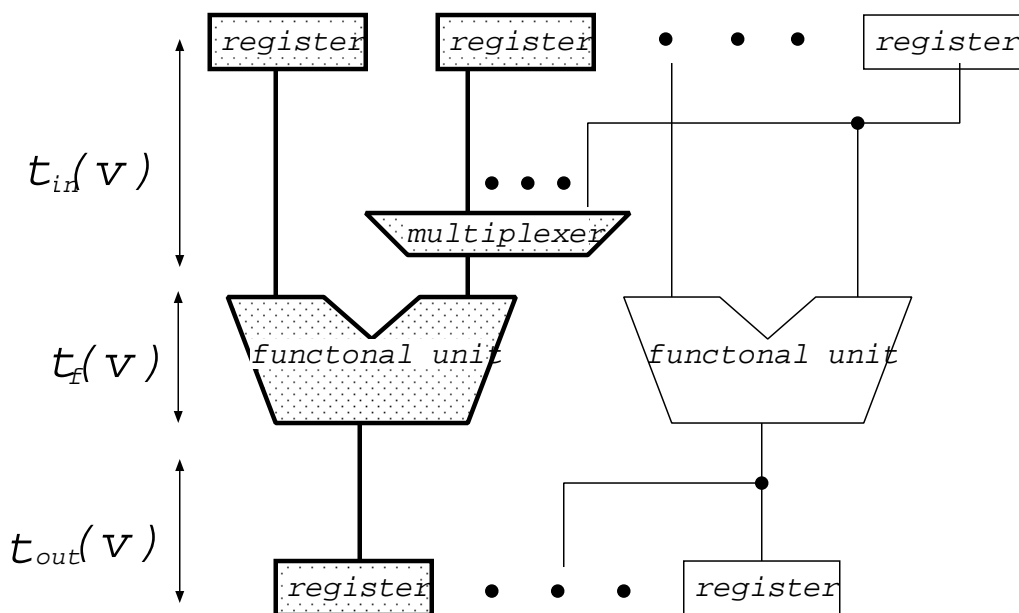 register register register
t_in(v)
multiplexer
functonal unit functonal unit
t_f(v)
t_out(v)
register register